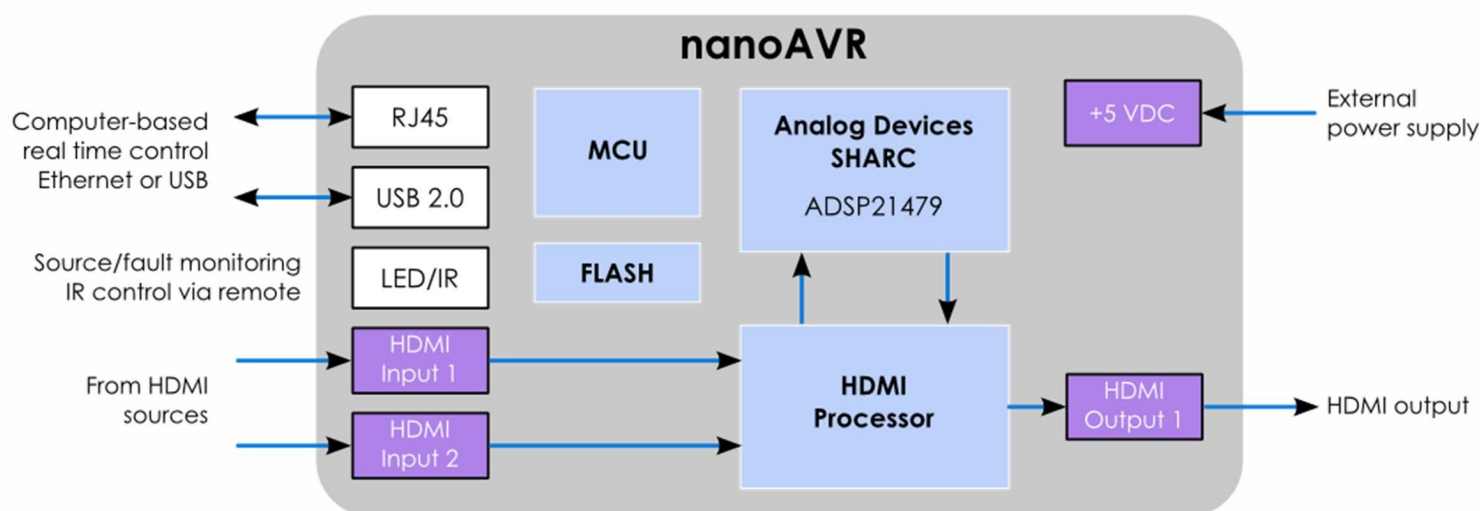 nanoAVR
Computer-based
real time control
Ethernet or USB
RJ45
USB 2.0
Source/fault monitoring
IR control via remote
LED/IR
From HDMI
sources
HDMI
Input 1
HDMI
Input 2
MCU
FLASH
Analog Devices
SHARC
ADSP21479
HDMI
Processor
+5 VDC
External
power supply
HDMI
Output 1
HDMI output